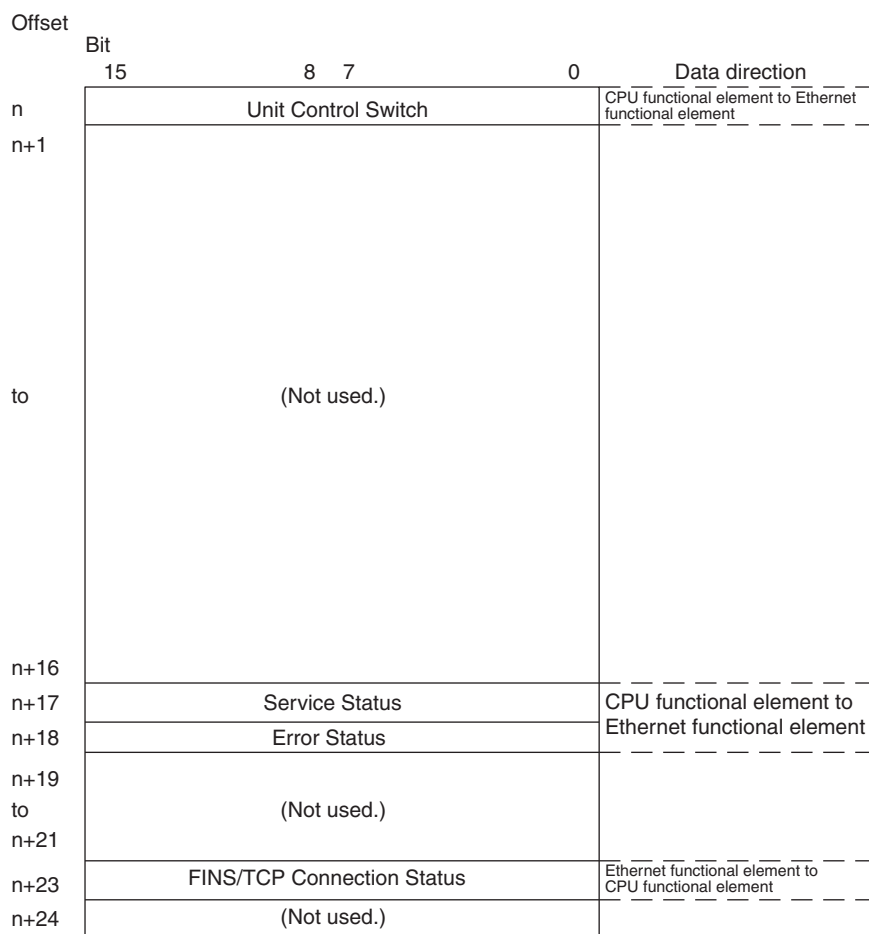 Offset
Bit
15 8 7 0 Data direction
n Unit Control Switch CPU functional element to Ethernet
functional element
n+1
to (Not used.)
n+16
n+17 Service Status CPU functional element to
Ethernet functional element
n+18 Error Status
n+19
to (Not used.)
n+21
n+23 FINS/TCP Connection Status Ethernet functional element to
CPU functional element
n+24 (Not used.)